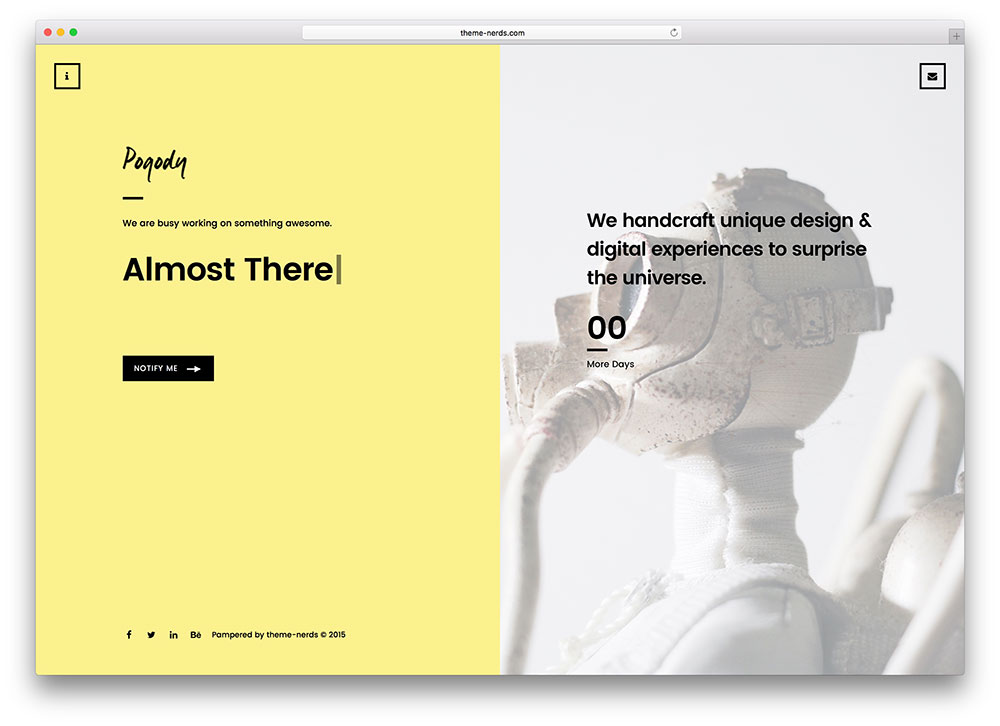 theme-nerds.com
Pogody
We are busy working on something awesome.
Almost There
NOTIFY ME
Bē Pampered by theme-nerds © 2015
We handcraft unique design &
digital experiences to surprise
the universe.
00
More Days